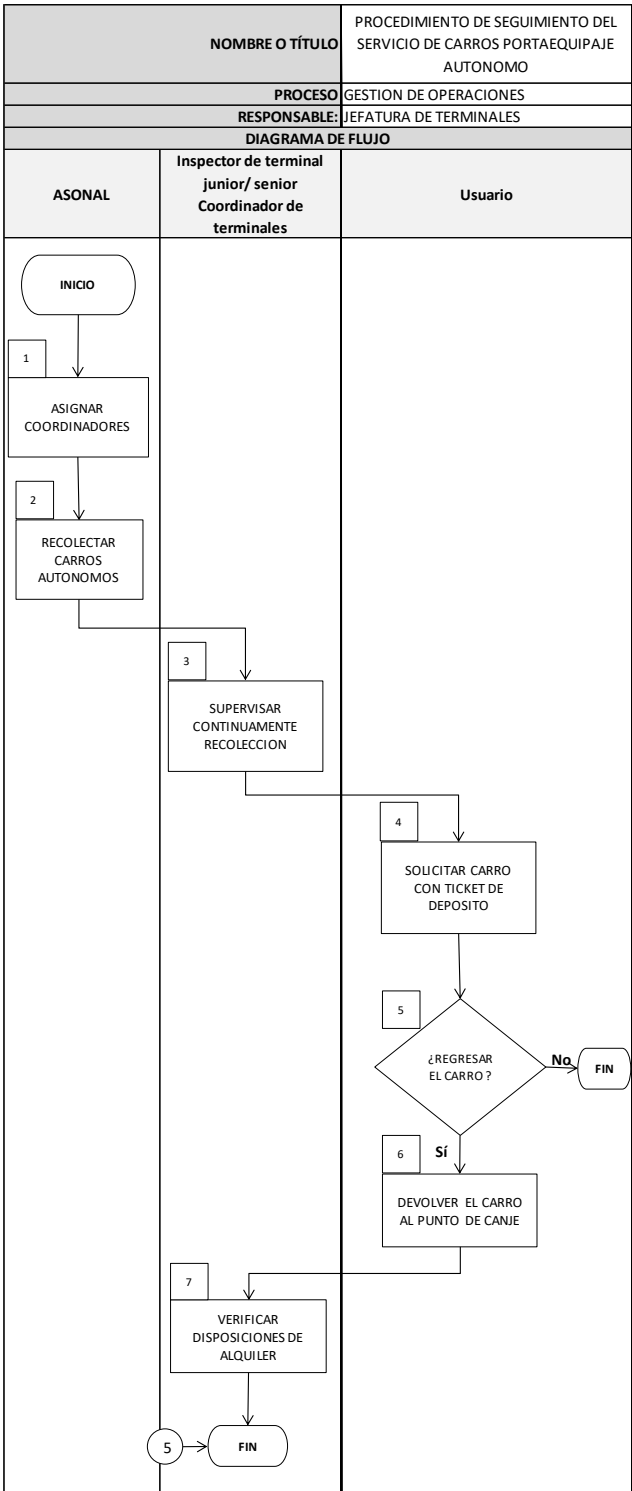 NOMBRE O TÍTULO
PROCEDIMIENTO DE SEGUIMIENTO DEL
SERVICIO DE CARROS PORTAEQUIPAJE
AUTONOMO
PROCESO GESTION DE OPERACIONES
RESPONSABLE: JEFATURA DE TERMINALES
DIAGRAMA DE FLUJO
ASONAL
Inspector de terminal
junior/ senior
Coordinador de
terminales
Usuario
INICIO
1
ASIGNAR
COORDINADORES
2
RECOLECTAR
CARROS
AUTONOMOS
3
SUPERVISAR
CONTINUAMENTE
RECOLECCION
4
SOLICITAR CARRO
CON TICKET DE
DEPOSITO
5
¿REGRESAR
EL CARRO ?
No
FIN
Sí
6
DEVOLVER EL CARRO
AL PUNTO DE CANJE
7
VERIFICAR
DISPOSICIONES DE
ALQUILER
5
FIN